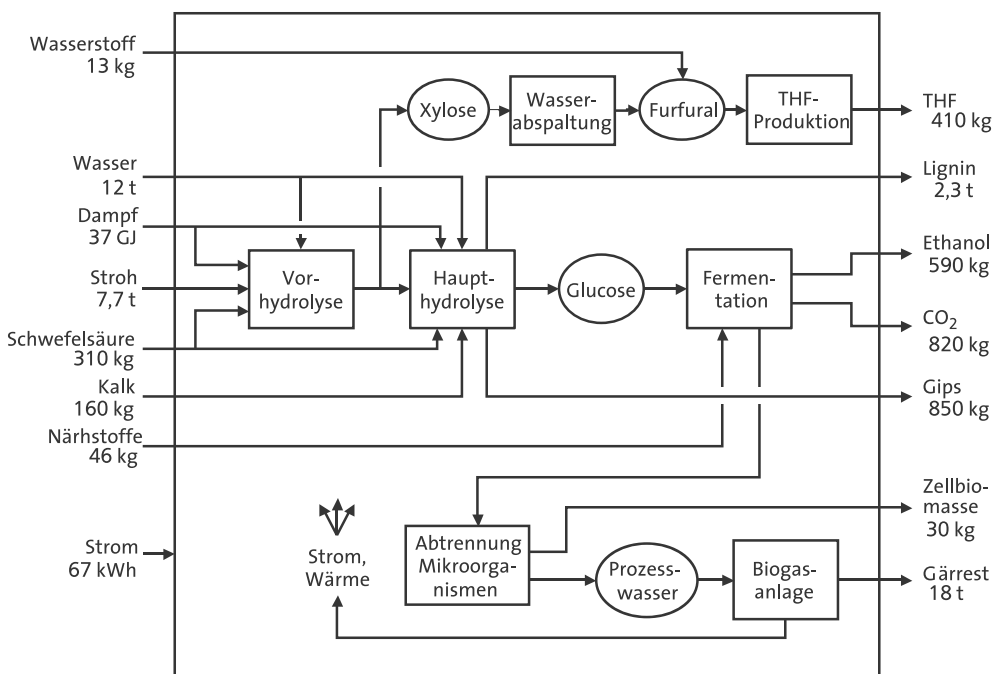 Wasserstoff
13 kg
Xylose
Wasser-
abspaltung
Furfural
THF-
Produktion
THF
410 kg
Wasser
12 t
Lignin
2,3 t
Dampf
37 GJ
Stroh
7,7 t
Vor-
hydrolyse
Haupt-
hydrolyse
Glucose
Fermen-
tation
Ethanol
590 kg
CO2
820 kg
Schwefelsäure
310 kg
Kalk
160 kg
Gips
850 kg
Närhstoffe
46 kg
Zellbio-
masse
30 kg
Strom
67 kWh
Strom,
Wärme
Abtrennung
Mikroorga-
nismen
Prozess-
wasser
Biogas-
anlage
Gärrest
18 t